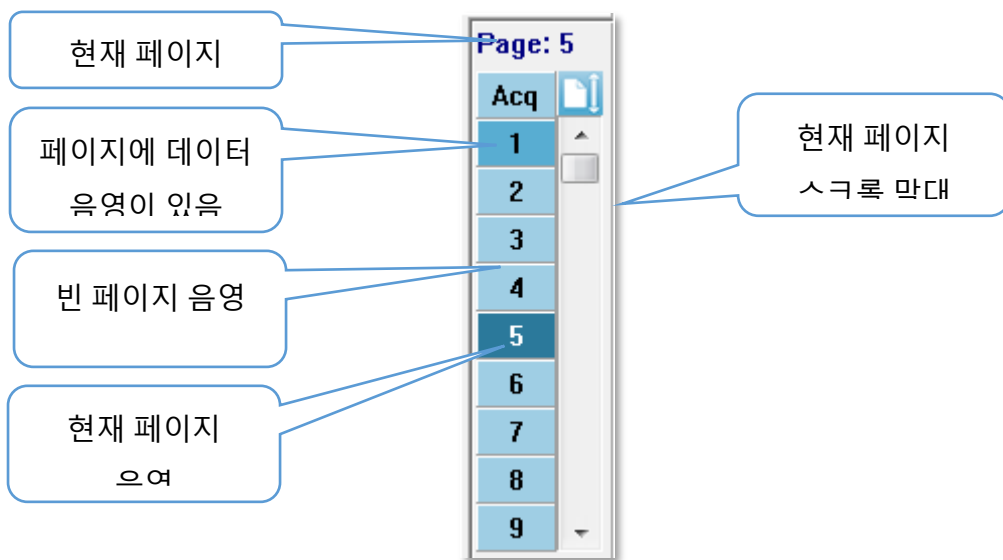 현재 페이지
페이지에 데이터
음영이 있음
빈 페이지 음영
현재 페이지
Page: 5
Acq
1
2
3
4
5
6
7
8
9
현재 페이지
스크롤 막대